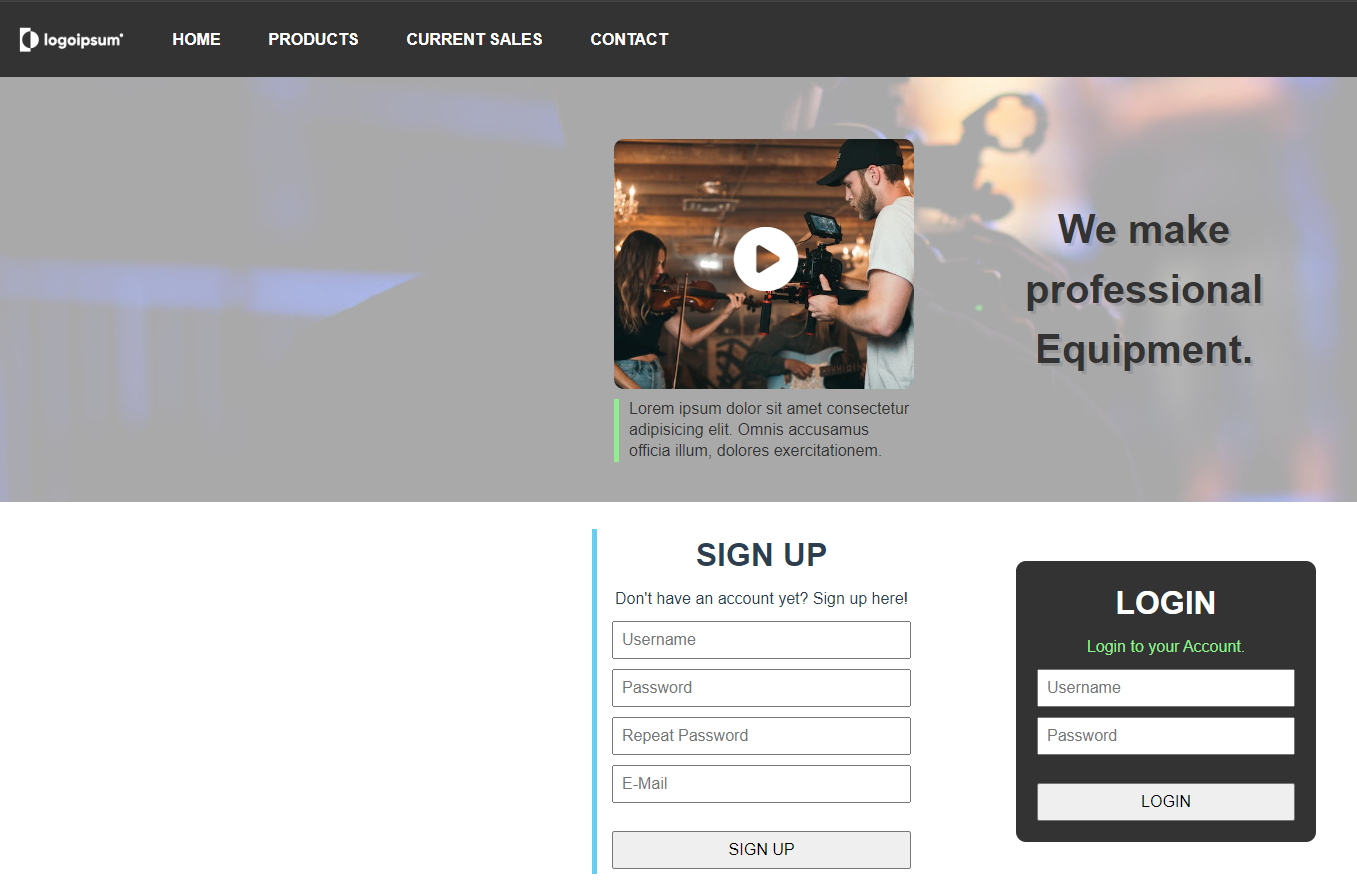 logoipsum HOME PRODUCTS CURRENT SALES CONTACT
We make
professional
Equipment.
Lorem ipsum dolor sit amet consectetur
adipisicing elit. Omnis accusamus
officia illum, dolores exercitationem.
SIGN UP
Don't have an account yet? Sign up here!
Username
Password
Repeat Password
E-Mail
SIGN UP
LOGIN
Login to your Account.
Username
Password
LOGIN